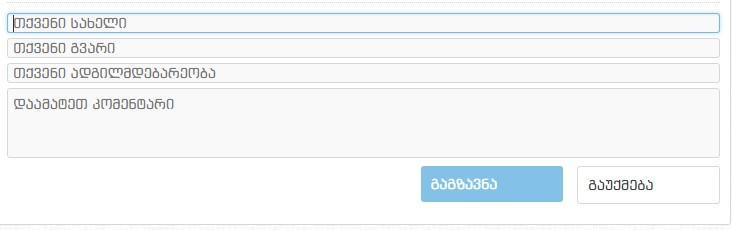 თქვენი სახელი
თქვენი გვარი
თქვენი ადგილმდებარეობა
დაამატეთ კომენტარი
გაგზავნა
გაუქმება